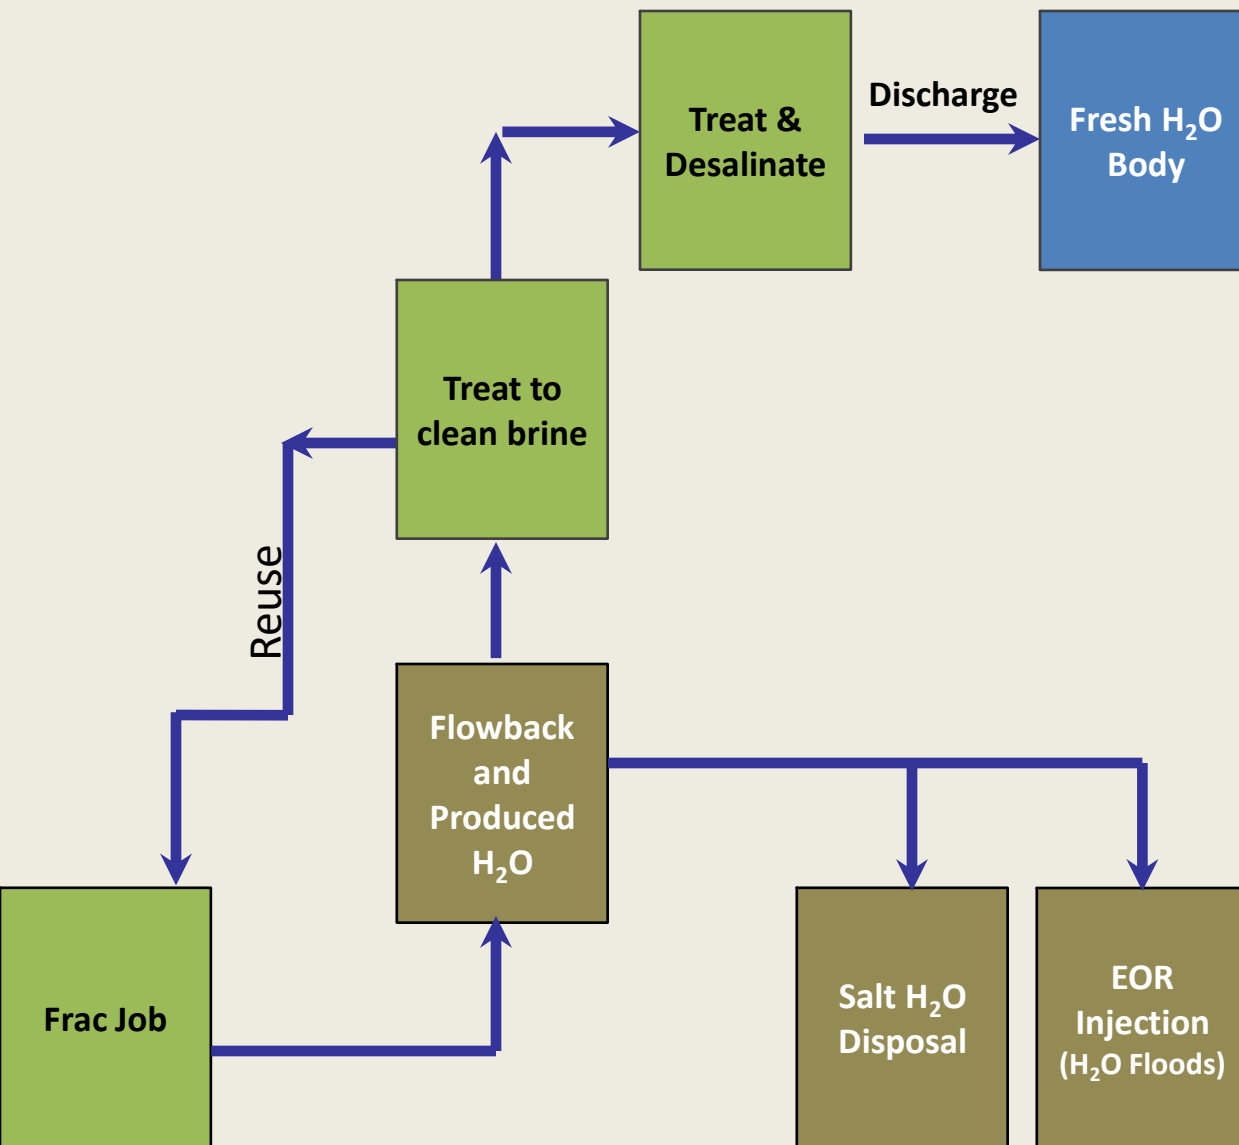 Discharge
Treat &
Desalinate
Fresh H₂O
Body
Treat to
clean brine
Reuse
Flowback
and
Produced
H₂O
Frac Job
Salt H₂O
Disposal
EOR
Injection
(H₂O Floods)